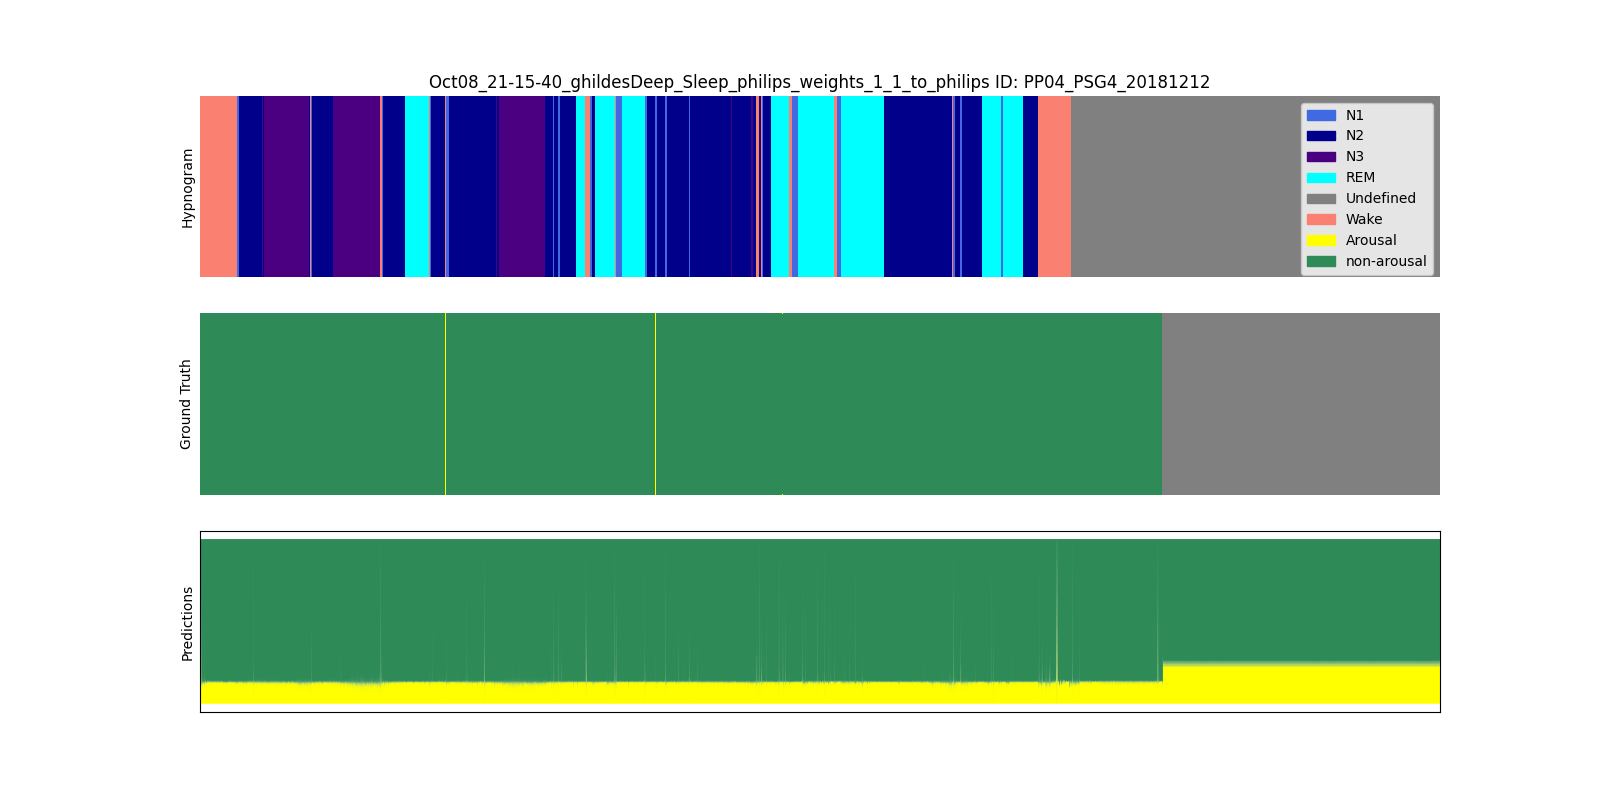 Oct08_21-15-40_ghildesDeep_Sleep_philips_weights_1_1_to_philips ID: PP04_PSG4_20181212
Hypnogram
N1
N2
N3
REM
Undefined
Wake
Arousal
non-arousal
Ground Truth
Predictions